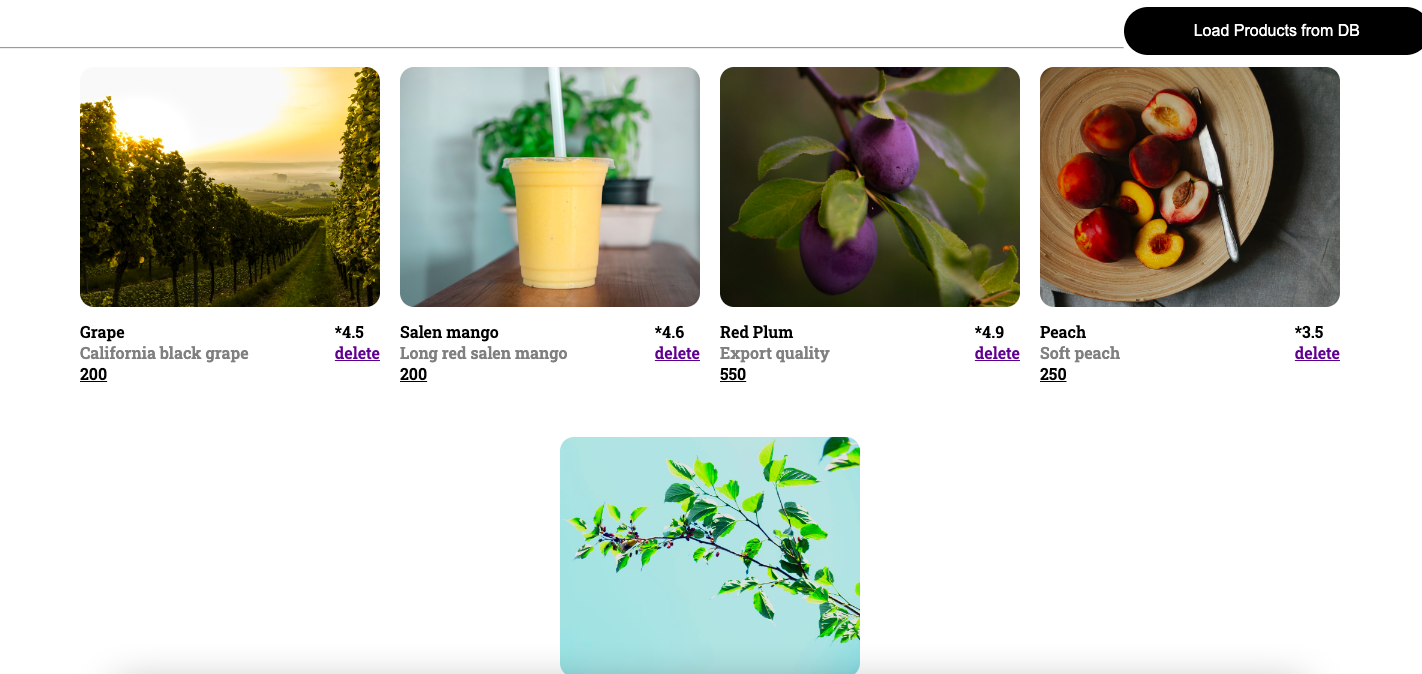 Load Products from DB
Grape *4.5
California black grape delete
200
Salen mango *4.6
Long red salen mango delete
200
Red Plum *4.9
Export quality delete
550
Peach *3.5
Soft peach delete
250